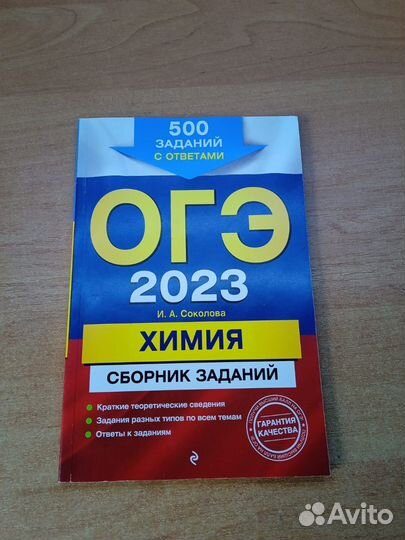 500
ЗАДАНИЙ
С ОТВЕТАМИ
ОГЭ
2023
И. А. Соколова
ХИМИЯ
СБОРНИК ЗАДАНИЙ
Краткие теоретические сведения
Задания разных типов по всем темам
Ответы к заданиям
ГАРАНТИЯ
КАЧЕСТВА
Avito